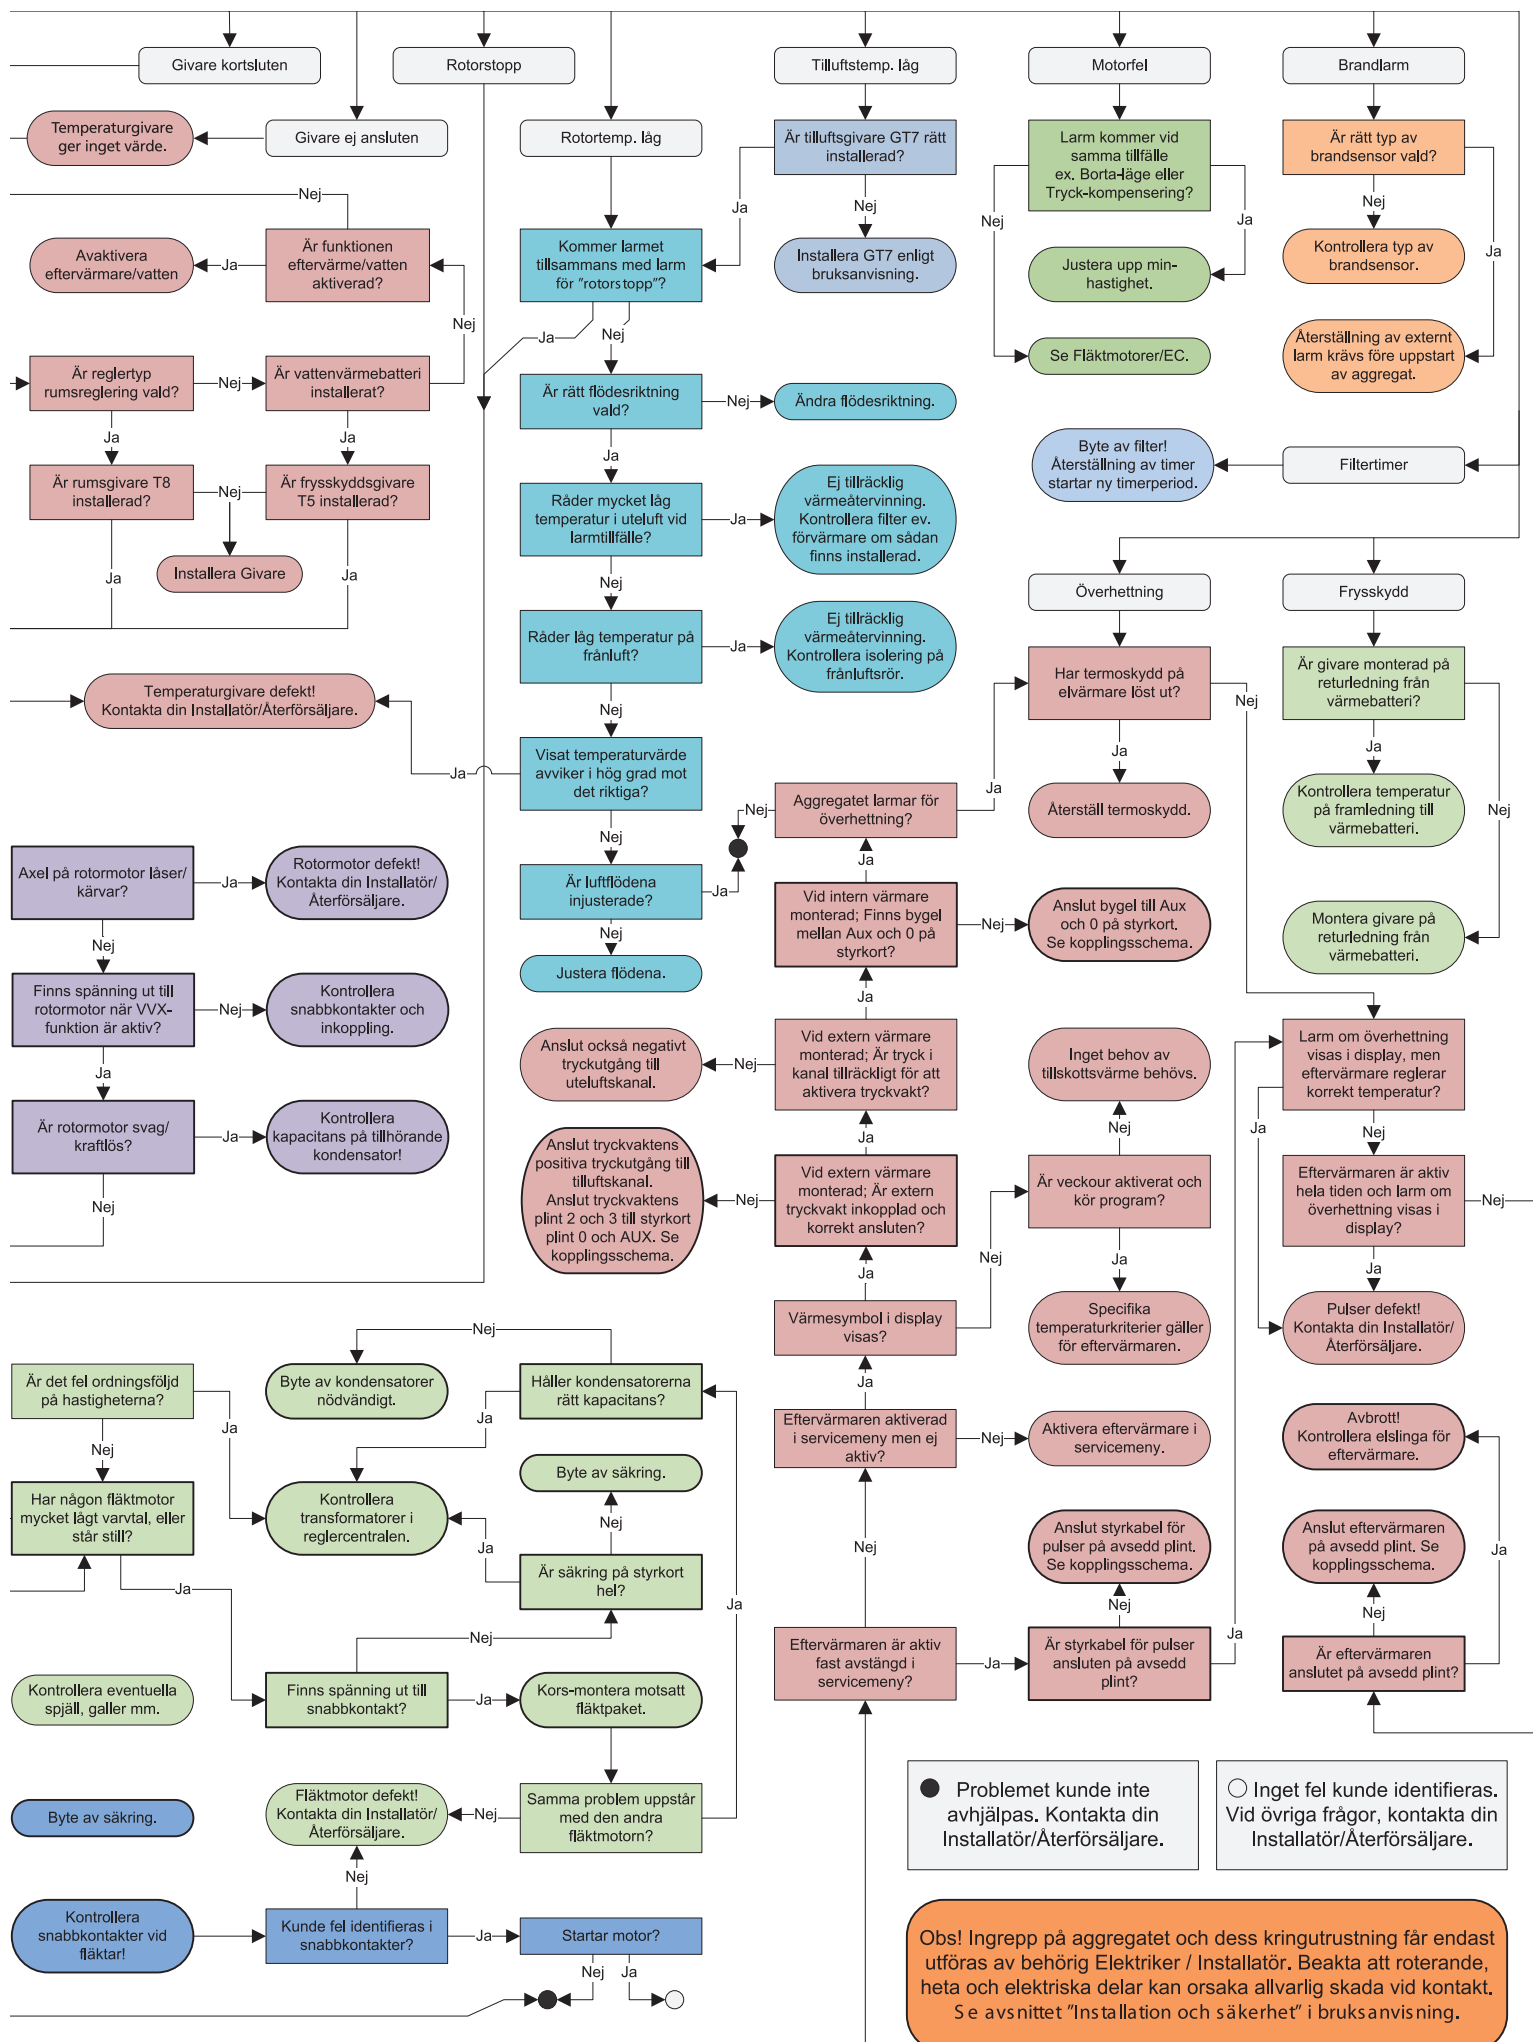 Givare kortsluten
Rotorstopp
Tilluftstemp. låg
Motorfel
Brandlarm
Temperaturgivare
ger inget värde.
Givare ej ansluten
Rotortemp. låg
Är tilluftsgivare GT7 rätt
installerad?
Larm kommer vid
samma tillfälle
ex. Borta-läge eller
Tryck-kompensering?
Är rätt typ av
brandsensor vald?
Nej
Ja
Nej
Nej
Ja
Nej
Ja
Avaktivera
eftervärmare/vatten
Ja
Är funktionen
eftervärme/vatten
aktiverad?
Kommer larmet
tillsammans med larm
för ”rotorstopp”?
Installera GT7 enligt
bruksanvisning.
Justera upp min-
hastighet.
Kontrollera typ av
brandsensor.
Nej
Ja
Nej
Se Fläktmotorer/EC.
Återställning av externt
larm krävs före uppstart
av aggregat.
Är reglertyp
rumsreglering vald?
Nej
Är vattenvärmebatteri
installerat?
Är rätt flödesriktning
vald?
Nej
Ändra flödesriktning.
Ja
Ja
Ja
Byte av filter!
Återställning av timer
startar ny timerperiod.
Filtertimer
Är rumsgivare T8
installerad?
Nej
Är frysskyddsgivare
T5 installerad?
Råder mycket låg
temperatur i uteluft vid
larmtillfälle?
Ja
Ej tillräcklig
värmeåtervinning.
Kontrollera filter ev.
förvärmare om sådan
finns installerad.
Installera Givare
Ja
Ja
Nej
Överhettning
Frysskydd
Råder låg temperatur på
frånluft?
Ja
Ej tillräcklig
värmeåtervinning.
Kontrollera isolering på
frånluftsrör.
Har termoskydd på
elvärmare löst ut?
Nej
Är givare monterad på
returledning från
värmebatteri?
Temperaturgivare defekt!
Kontakta din Installatör/Återförsäljare.
Nej
Ja
Ja
Ja
Visat temperaturvärde
avviker i hög grad mot
det riktiga?
Ja
Nej
Aggregatet larmar för
överhettning?
Återställ termoskydd.
Kontrollera temperatur
på framledning till
värmebatteri.
Nej
Nej
Axel på rotormotor låser/
kärvar?
Ja
Rotormotor defekt!
Kontakta din Installatör/
Återförsäljare.
Är luftflödena
injusterade?
Ja
Ja
Vid intern värmare
monterad; Finns bygel
mellan Aux och 0 på
styrkort?
Nej
Anslut bygel till Aux
och 0 på styrkort.
Se kopplingsschema.
Montera givare på
returledning från
värmebatteri.
Nej
Nej
Justera flödena.
Finns spänning ut till
rotormotor när VVX-
funktion är aktiv?
Nej
Kontrollera
snabbkontakter och
inkoppling.
Ja
Anslut också negativt
tryckutgång till
uteluftskanal.
Nej
Vid extern värmare
monterad; Är tryck i
kanal tillräckligt för att
aktivera tryckvakt?
Inget behov av
tillskottsvärme behövs.
Larm om överhettning
visas i display, men
eftervärmare reglerar
korrekt temperatur?
Ja
Är rotormotor svag/
kraftlös?
Ja
Kontrollera
kapacitans på tillhörande
kondensator!
Ja
Nej
Ja
Nej
Anslut tryckvaktens
positiva tryckutgång till
tilluftskanal.
Anslut tryckvaktens
plint 2 och 3 till styrkort
plint 0 och AUX. Se
kopplingsschema.
Nej
Vid extern värmare
monterad; Är extern
tryckvakt inkopplad och
korrekt ansluten?
Är veckour aktiverat och
kör program?
Eftervärmaren är aktiv
hela tiden och larm om
överhettning visas i
display?
Nej
Nej
Nej
Ja
Ja
Ja
Värmesymbol i display
visas?
Specifika
temperaturkriterier gäller
för eftervärmaren.
Pulser defekt!
Kontakta din Installatör/
Återförsäljare.
Nej
Är det fel ordningsföljd
på hastigheterna?
Byte av kondensatorer
nödvändigt.
Håller kondensatorerna
rätt kapacitans?
Ja
Ja
Ja
Eftervärmaren aktiverad
i servicemeny men ej
aktiv?
Nej
Aktivera eftervärmare i
servicemeny.
Avbrott!
Kontrollera elslinga för
eftervärmare.
Nej
Byte av säkring.
Har någon fläktmotor
mycket lågt varvtal, eller
står still?
Kontrollera
transformatorer i
reglercentralen.
Nej
Ja
Nej
Anslut styrkabel för
pulser på avsedd plint.
Se kopplingsschema.
Anslut eftervärmaren
på avsedd plint. Se
kopplingsschema.
Ja
Är säkring på styrkort
hel?
Ja
Ja
Nej
Nej
Nej
Ja
Eftervärmaren är aktiv
fast avstängd i
servicemeny?
Ja
Är styrkabel för pulser
ansluten på avsedd
plint?
Är eftervärmaren
anslutet på avsedd plint?
Kontrollera eventuella
spjäll, galler mm.
Finns spänning ut till
snabbkontakt?
Ja
Kors-montera motsatt
fläktpaket.
Byte av säkring.
Fläktmotor defekt!
Kontakta din Installatör/
Återförsäljare.
Nej
Samma problem uppstår
med den andra
fläktmotorn?
Problemet kunde inte
avhjälpas. Kontakta din
Installatör/Återförsäljare.
Inget fel kunde identifieras.
Vid övriga frågor, kontakta din
Installatör/Återförsäljare.
Nej
Kontrollera
snabbkontakter vid
fläktar!
Kunde fel identifieras i
snabbkontakter?
Ja
Startar motor?
Nej
Ja
Obs! Ingrepp på aggregatet och dess kringutrustning får endast
utföras av behörig Elektriker / Installatör. Beakta att roterande,
heta och elektriska delar kan orsaka allvarlig skada vid kontakt.
Se avsnittet ”Installation och säkerhet” i bruksanvisning.